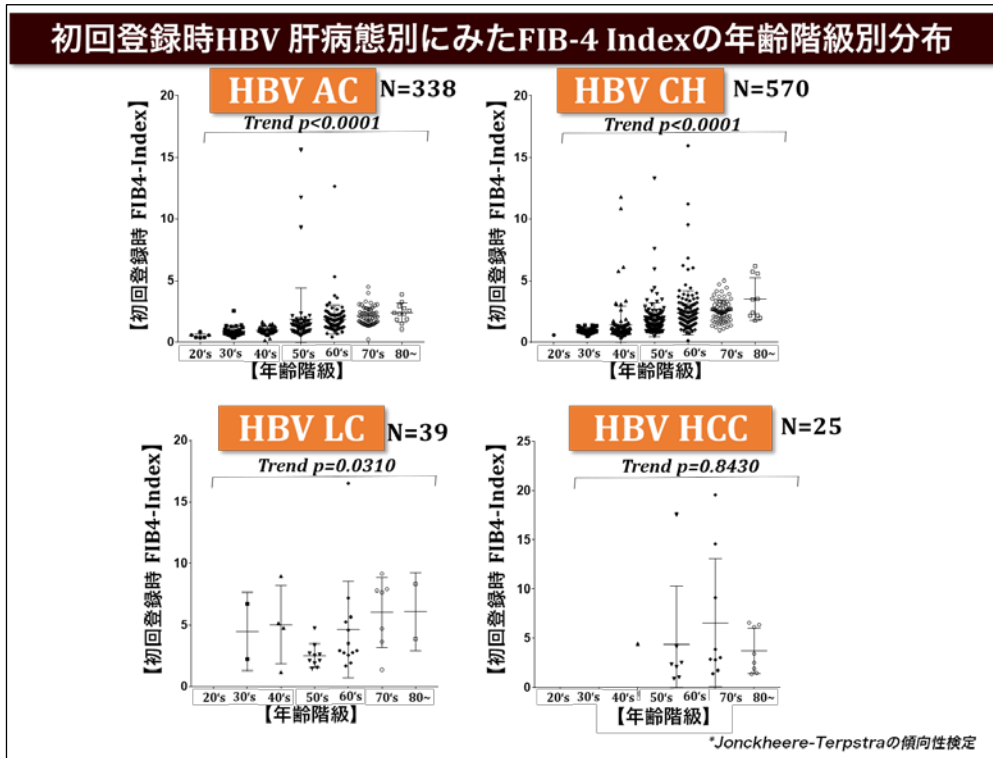 初回登録時HBV 肝病態別にみたFIB-4 Indexの年齢階級別分布
HBV AC N=338
Trend p<0.0001
【初回登録時 FIB4-Index】
20
15
10
5
0
20's 30's 40's 50's 60's 70's 80~
【年齢階級】
HBV CH N=570
Trend p<0.0001
【初回登録時 FIB4-Index】
20
15
10
5
0
20's 30's 40's 50's 60's 70's 80~
【年齢階級】
HBV LC N=39
Trend p=0.0310
【初回登録時 FIB4-Index】
20
15
10
5
0
20's 30's 40's 50's 60's 70's 80~
【年齢階級】
HBV HCC N=25
Trend p=0.8430
【初回登録時 FIB4-Index】
25
20
15
10
5
0
20's 30's 40's 50's 60's 70's 80~
【年齢階級】
*Jonckheere-Terpstraの傾向性検定